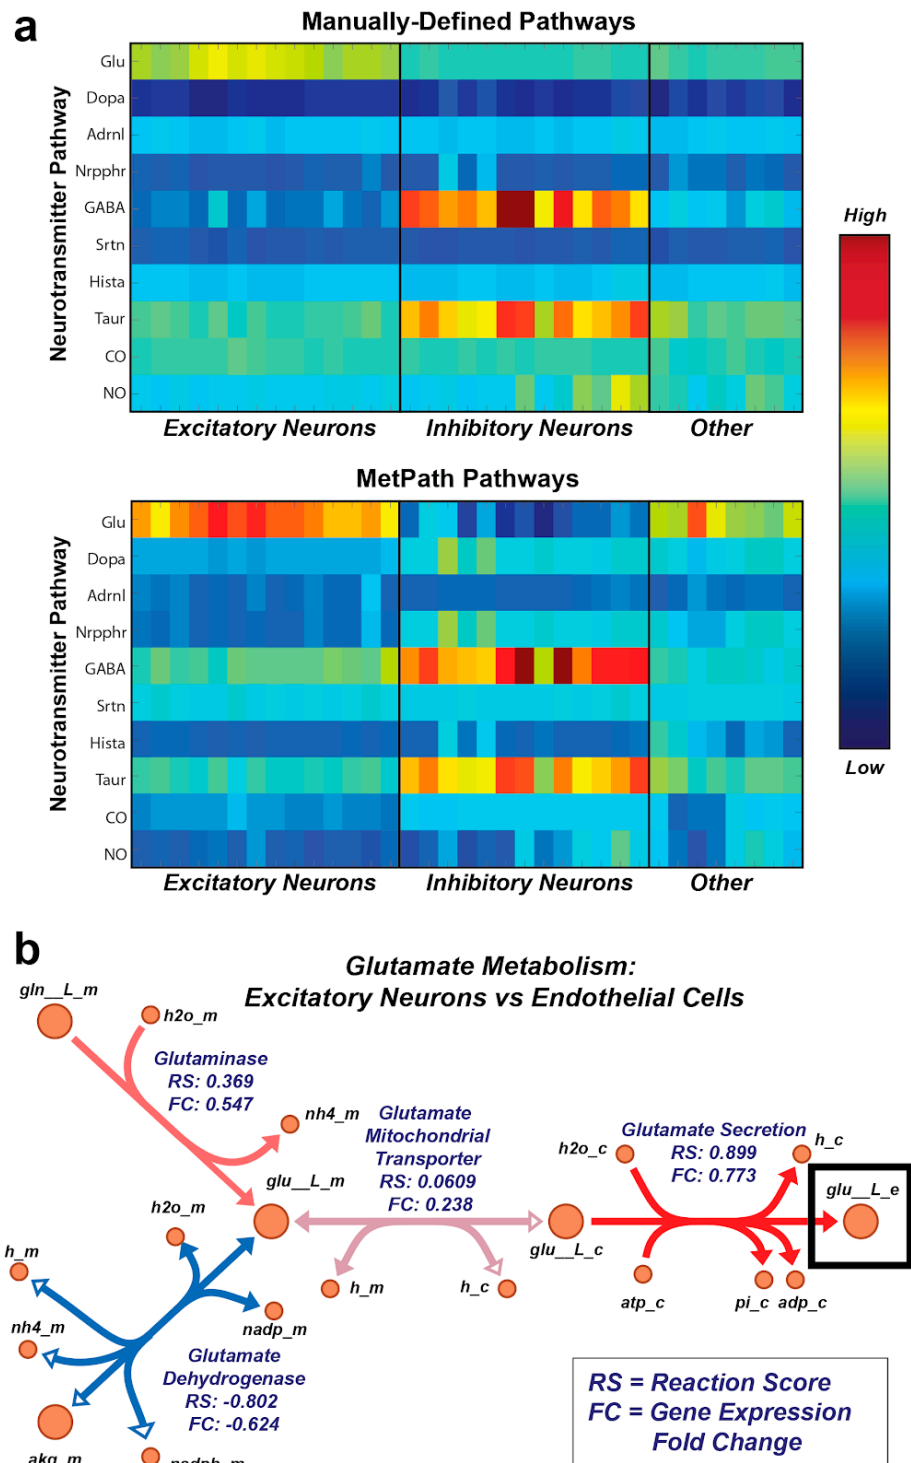 a
Manually-Defined Pathways
Neurotransmitter Pathway
Glu
Dopa
Adrnl
Nrpphr
GABA
Srtn
Hista
Taur
CO
NO
Excitatory Neurons
Inhibitory Neurons
Other
High
Low
MetPath Pathways
Neurotransmitter Pathway
Glu
Dopa
Adrnl
Nrpphr
GABA
Srtn
Hista
Taur
CO
NO
Excitatory Neurons
Inhibitory Neurons
Other
b
Glutamate Metabolism:
Excitatory Neurons vs Endothelial Cells
gln__L_m
h2o_m
Glutaminase
RS: 0.369
FC: 0.547
nh4_m
glu__L_m
Glutamate
Mitochondrial
Transporter
RS: 0.0609
FC: 0.238
h_m
h_c
glu__L_c
Glutamate Secretion
RS: 0.899
FC: 0.773
h2o_c
h_c
glu__L_e
atp_c
pi_c
adp_c
h2o_m
h_m
nh4_m
nadp_m
Glutamate
Dehydrogenase
RS: -0.802
FC: -0.624
akg_m
nadph_m
RS = Reaction Score
FC = Gene Expression
Fold Change